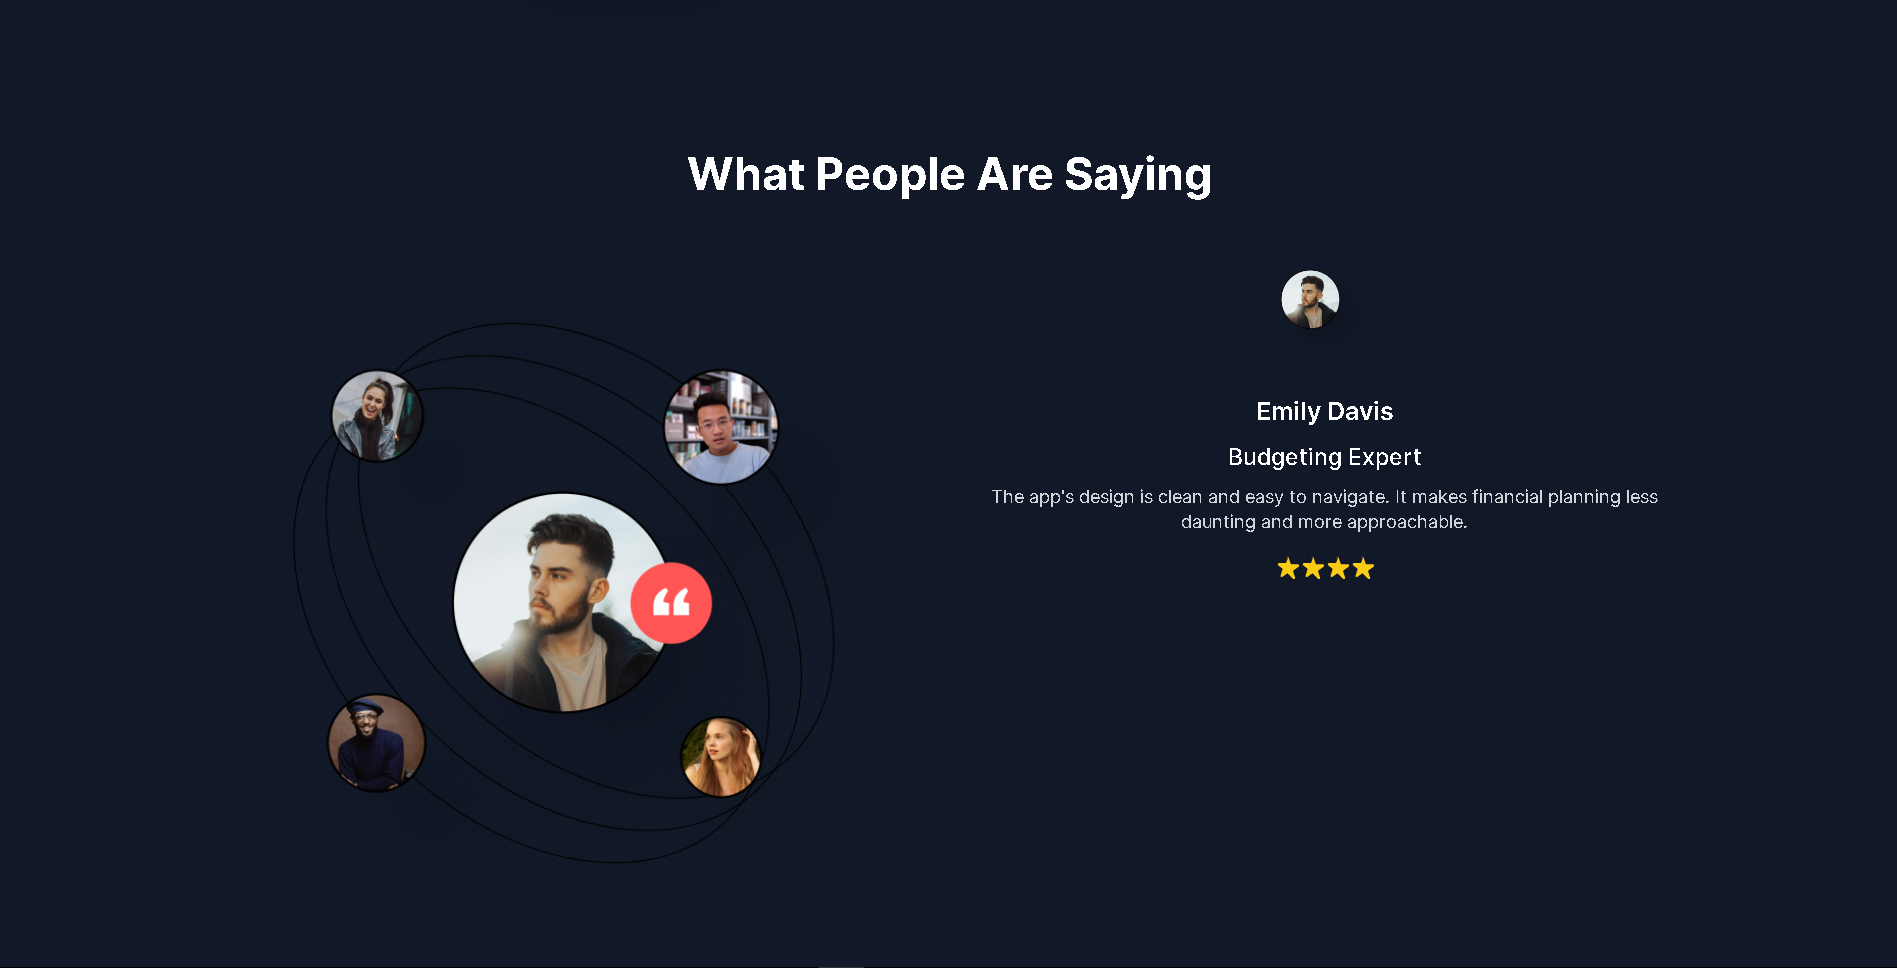 What People Are Saying
Emily Davis
Budgeting Expert
The app's design is clean and easy to navigate. It makes financial planning less
daunting and more approachable.